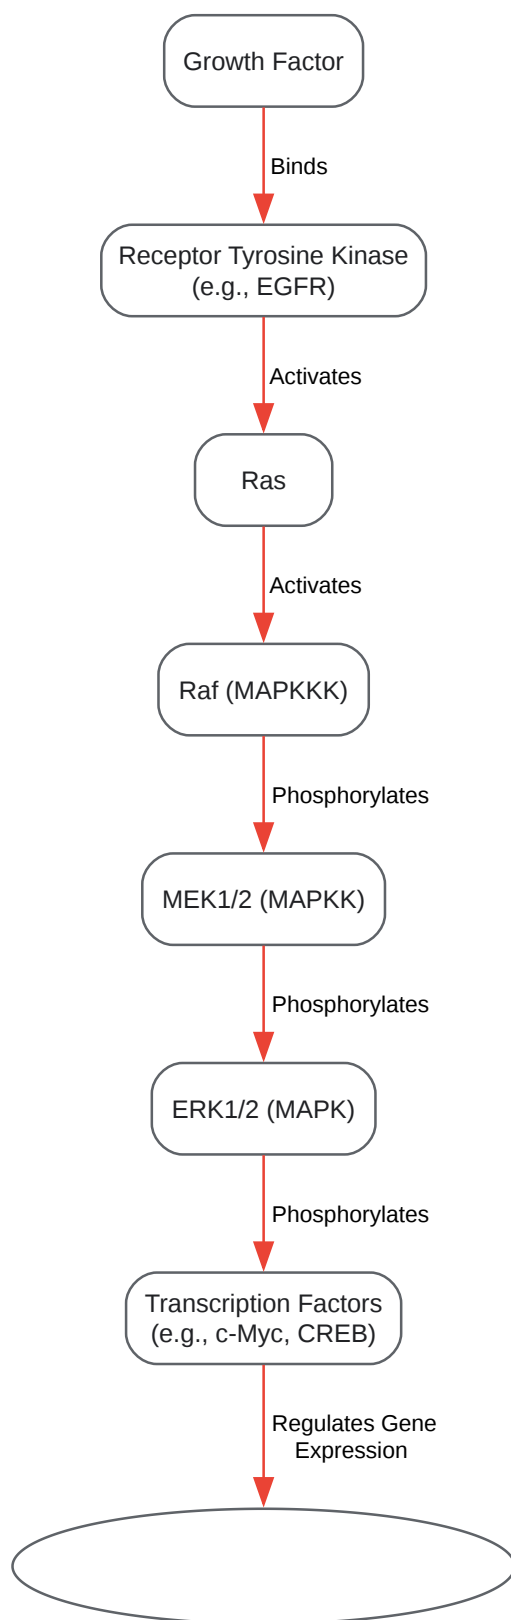 Growth Factor
Binds
Receptor Tyrosine Kinase
(e.g., EGFR)
Activates
Ras
Activates
Raf (MAPKKK)
Phosphorylates
MEK1/2 (MAPKK)
Phosphorylates
ERK1/2 (MAPK)
Phosphorylates
Transcription Factors
(e.g., c-Myc, CREB)
Regulates Gene
Expression